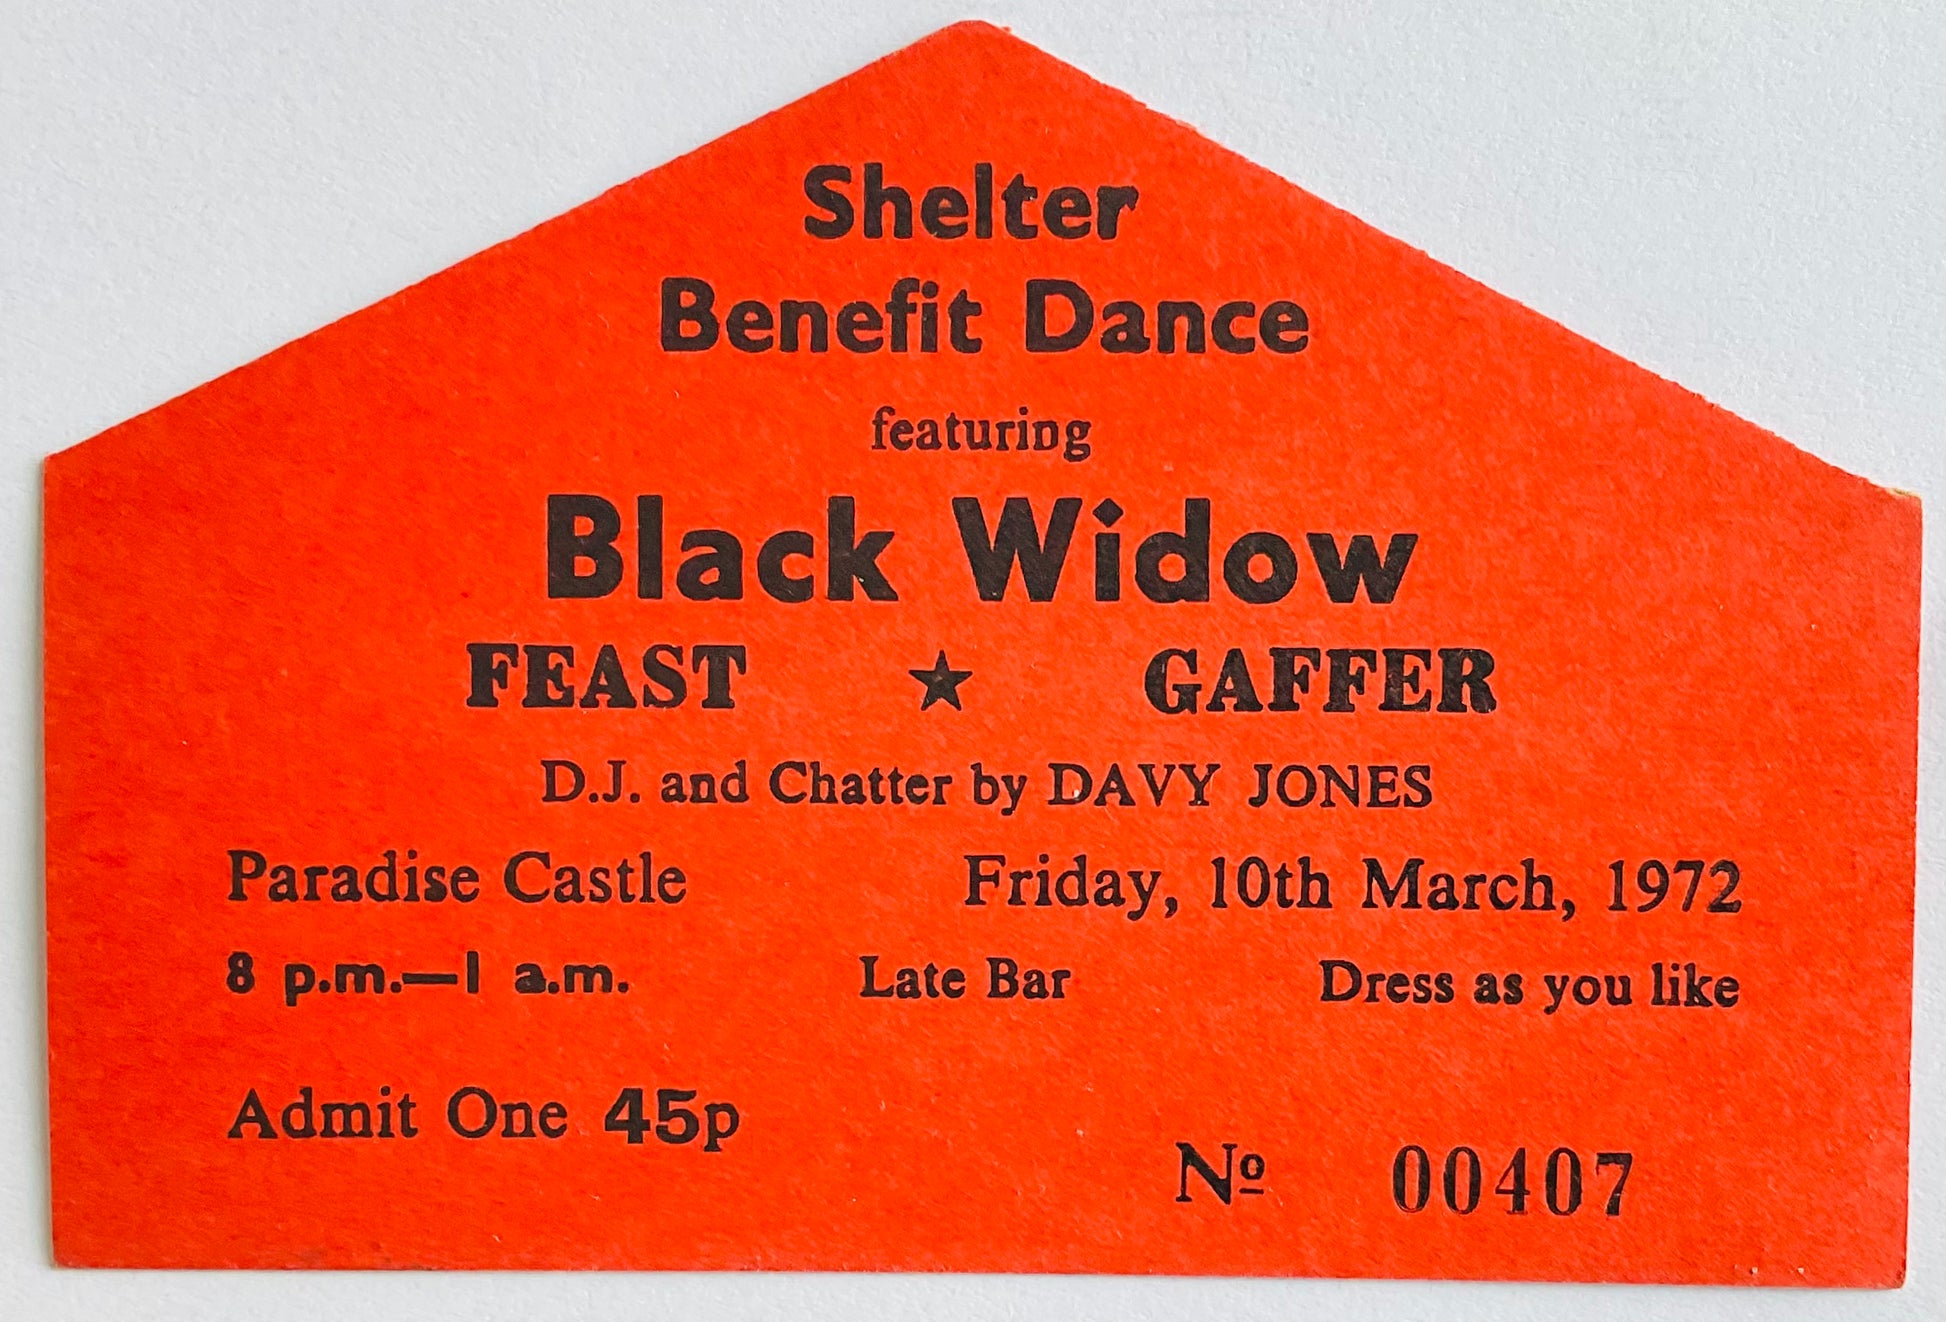 Shelter
Benefit Dance
featuring
Black Widow
FEAST ★ GAFFER
D.J. and Chatter by DAVY JONES
Paradise Castle Friday, 10th March, 1972
8 p.m.—1 a.m. Late Bar Dress as you like
Admit One 45p
Nº 00407